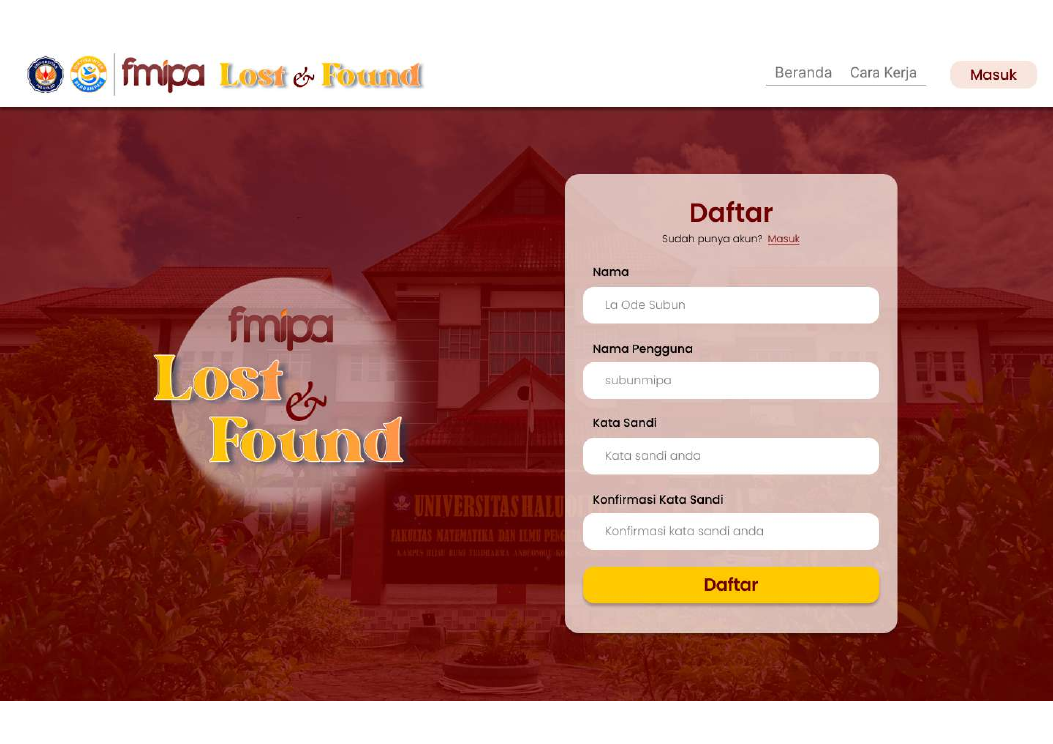 fmipa Lost & Found
Beranda Cara Kerja Masuk
fmipa
Lost &
Found
UNIVERSITAS HALU
FAKULTAS MATEMATIKA DAN ILMU PEN
Daftar
Sudah punya akun? Masuk
Nama
La Ode Subun
Nama Pengguna
subunmipa
Kata Sandi
Kata sandi anda
Konfirmasi Kata Sandi
Konfirmasi kata sandi anda
Daftar